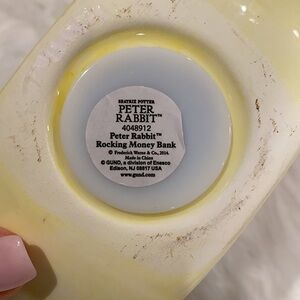 BEATRIX POTTER
PETER
RABBIT™
4048912
Peter Rabbit™
Rocking Money Bank
© Frederick Warne & Co., 2014
Made in China
© GUND, a division of Enesco
Edison, NJ 08817 USA
www.gund.com